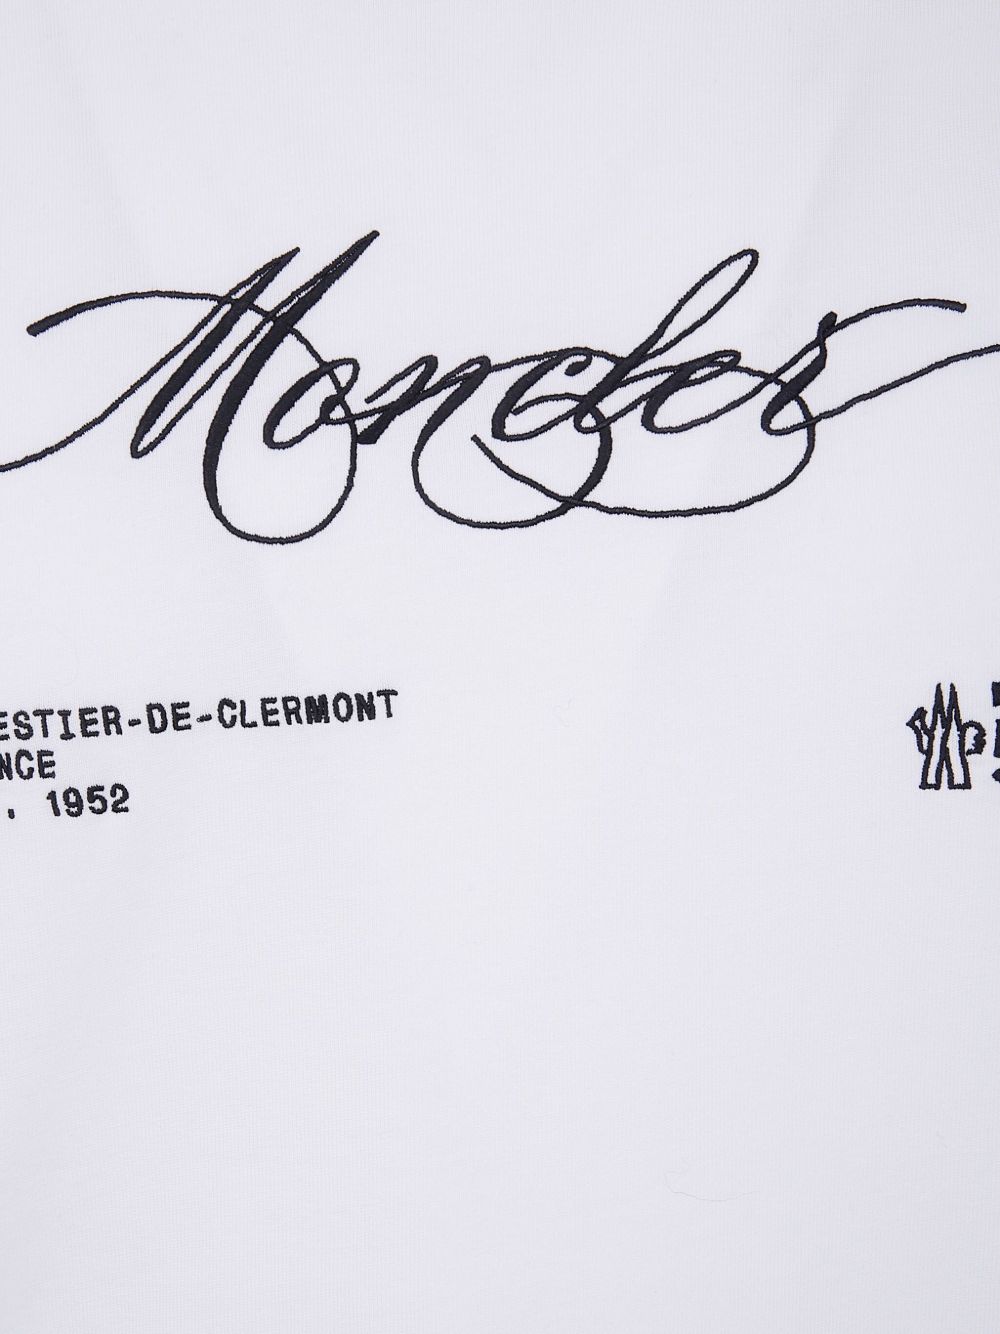 Moncler
ESTIER-DE-CLERMONT
NCE
. 1952